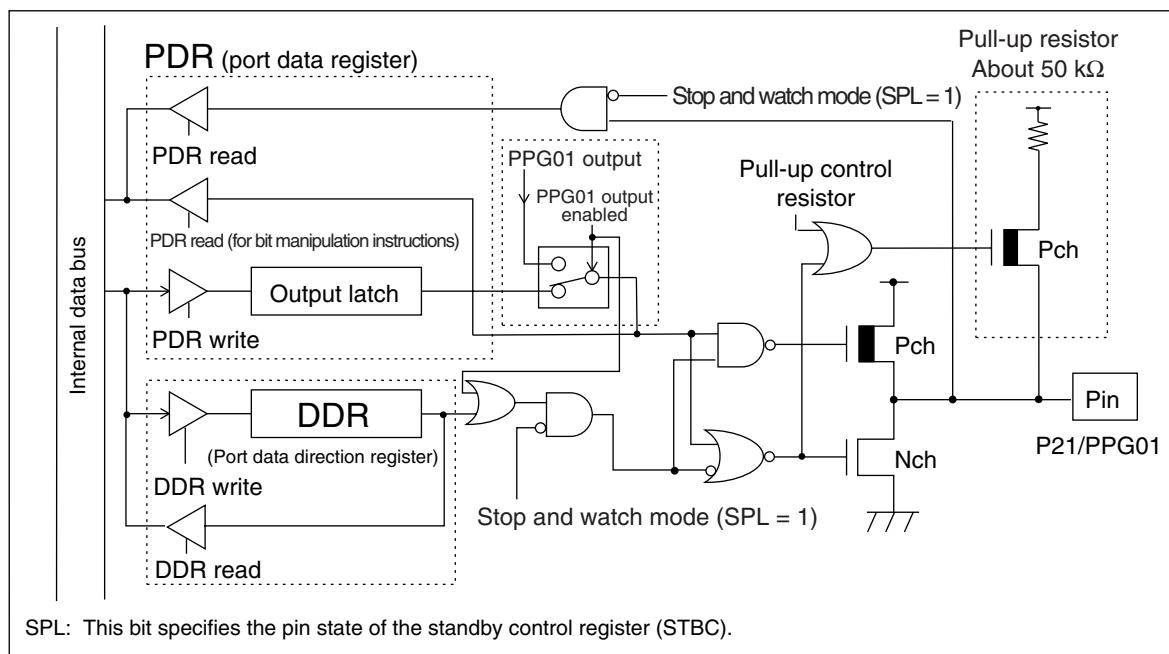 PDR (port data register)
Pull-up resistor
About 50 kΩ
Stop and watch mode (SPL = 1)
PDR read
PPG01 output
PPG01 output
enabled
Pull-up control
resistor
Pch
PDR read (for bit manipulation instructions)
Internal data bus
Output latch
PDR write
Pch
DDR
(Port data direction register)
Pin
P21/PPG01
Nch
DDR write
Stop and watch mode (SPL = 1)
DDR read
SPL: This bit specifies the pin state of the standby control register (STBC).